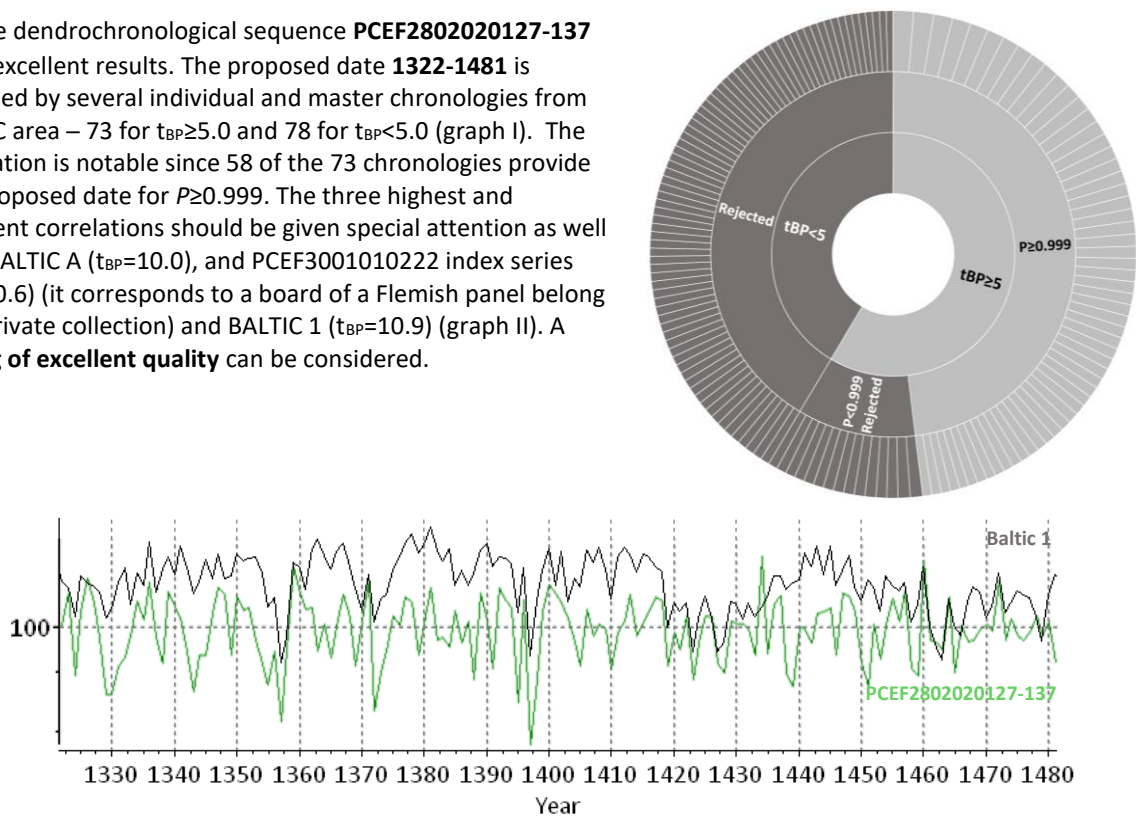 e dendrochronological sequence PCEF2802020127-137
excellent results. The proposed date 1322-1481 is
ed by several individual and master chronologies from
C area – 73 for tBP≥5.0 and 78 for tBP<5.0 (graph I). The
ation is notable since 58 of the 73 chronologies provide
roposed date for P≥0.999. The three highest and
ent correlations should be given special attention as well
ALTIC A (tBP=10.0), and PCEF3001010222 index series
0.6) (it corresponds to a board of a Flemish panel belong
rivate collection) and BALTIC 1 (tBP=10.9) (graph II). A
g of excellent quality can be considered.
Rejected
tBP<5
P≥0.999
tBP≥5
P<0.999
Rejected
Baltic 1
100
PCEF2802020127-137
1330 1340 1350 1360 1370 1380 1390 1400 1410 1420 1430 1440 1450 1460 1470 1480
Year